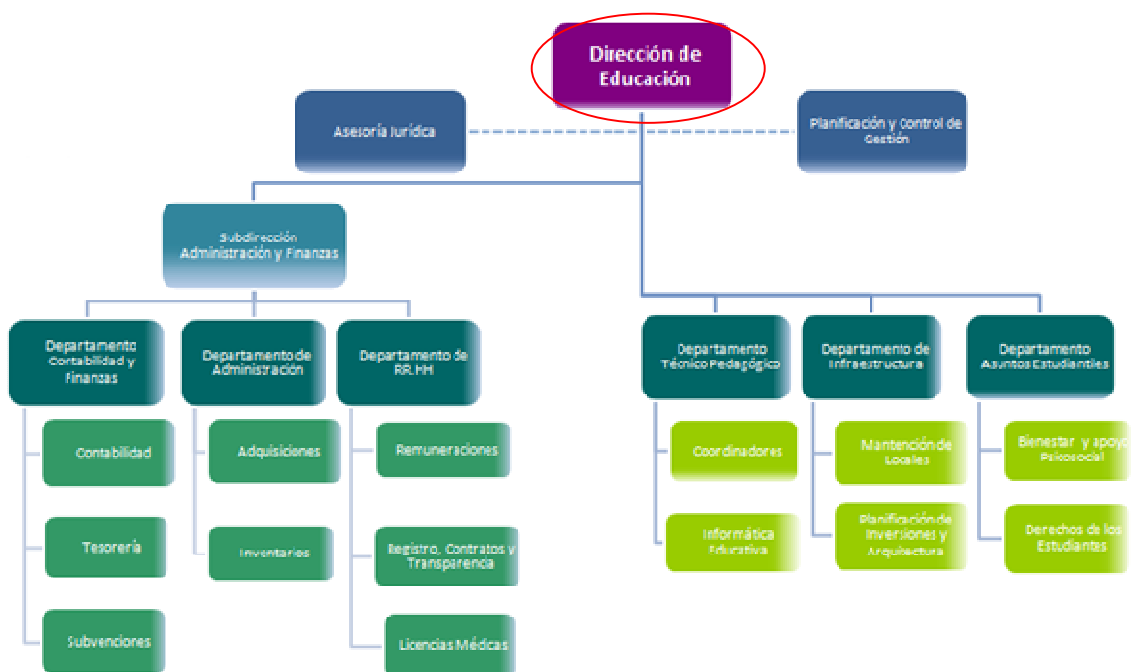 Dirección de
Educación
Asesoría Jurídica
Planificación y Control de
Gestión
Subdirección
Administración y Finanzas
Departamento
Contabilidad y
Finanzas
Departamento de
Administración
Departamento de
RR.HH
Departamento
Técnico Pedagógico
Departamento de
Infraestructura
Departamento
Asuntos Estudiantiles
Contabilidad
Adquisiciones
Remuneraciones
Coordinadores
Mantención de
Locales
Bienestar y apoyo
Psicosocial
Tesorería
Inventarios
Registro, Contratos y
Transparencia
Informática
Educativa
Planificación de
Inversiones y
Arquitectura
Derechos de los
Estudiantes
Subvenciones
Licencias Médicas